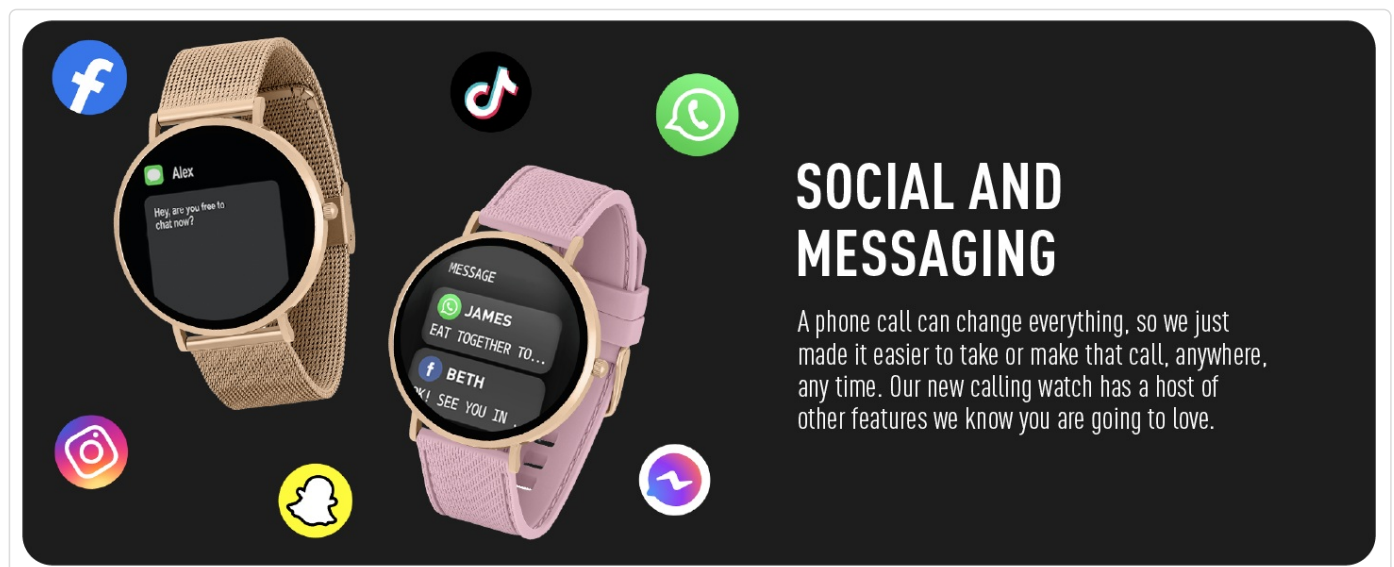 Alex
Hey, are you free to
chat now?
MESSAGE
JAMES
EAT TOGETHER TO...
BETH
OK! SEE YOU IN ..
SOCIAL AND
MESSAGING
A phone call can change everything, so we just
made it easier to take or make that call, anywhere,
any time. Our new calling watch has a host of
other features we know you are going to love.